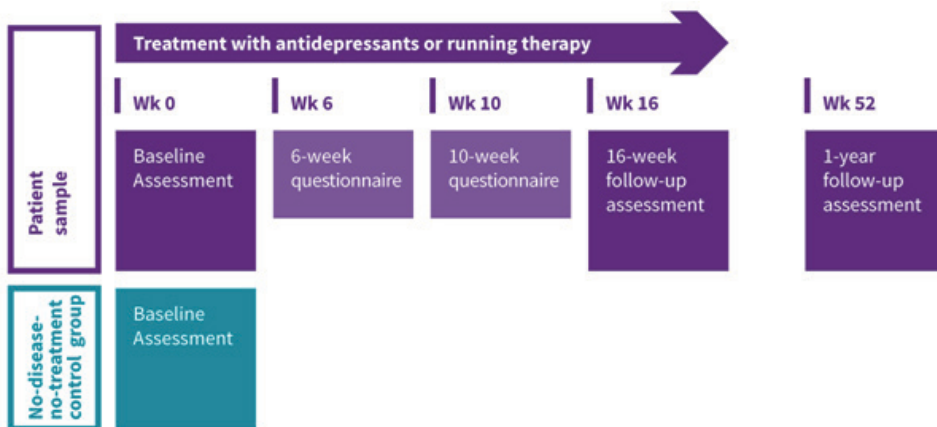 Treatment with antidepressants or running therapy
Wk 0
Wk 6
Wk 10
Wk 16
Wk 52
Patient
sample
Baseline
Assessment
6-week
questionnaire
10-week
questionnaire
16-week
follow-up
assessment
1-year
follow-up
assessment
No-disease-
no-treatment
control group
Baseline
Assessment